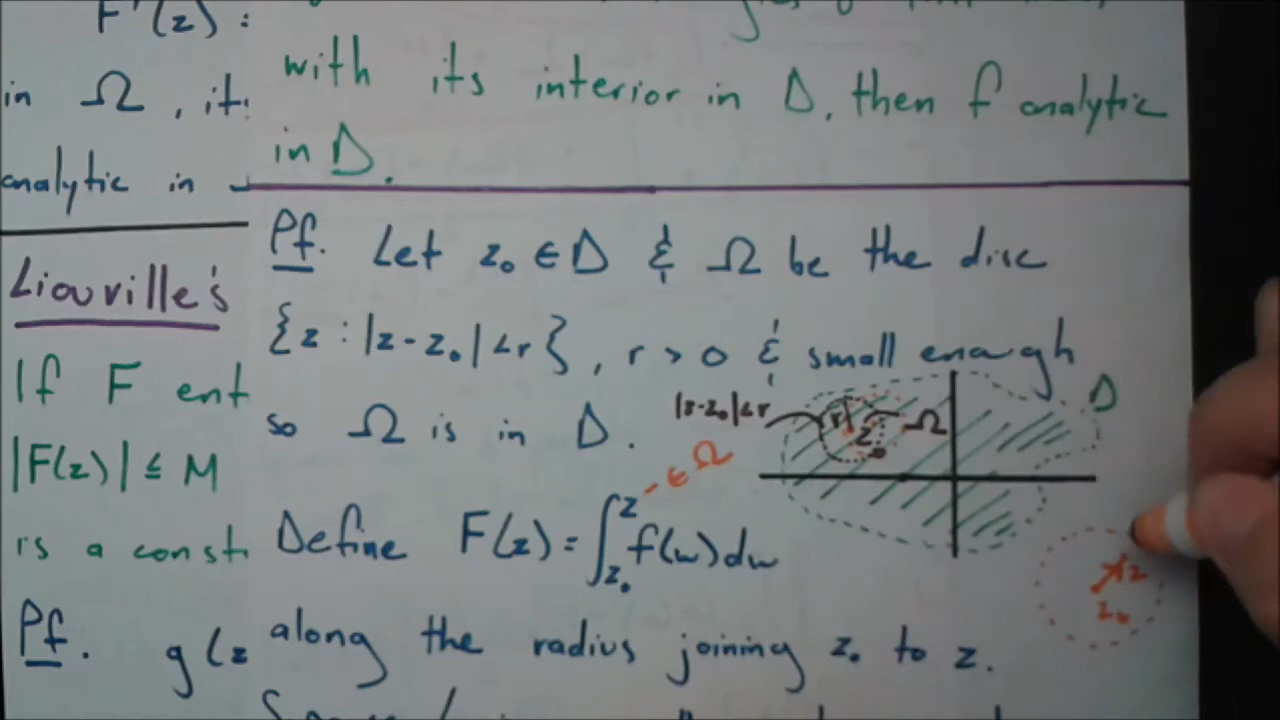 F'(z) =
in Ω, it
analytic in
Liouville's
If F ent
|F(z)| ≤ M
is a const
Pf. g(z
with its interior in D, then f analytic
in D.
Pf. Let z₀ ∈ D & Ω be the disc
{z : |z-z₀| < r}, r > 0 & small enough
so Ω is in D.
Define F(z) = ∫_{z₀}^{z} f(w)dw
along the radius joining z₀ to z.
|z-z₀|<r
r
z
Ω
D
- ∈ Ω
z
z₀